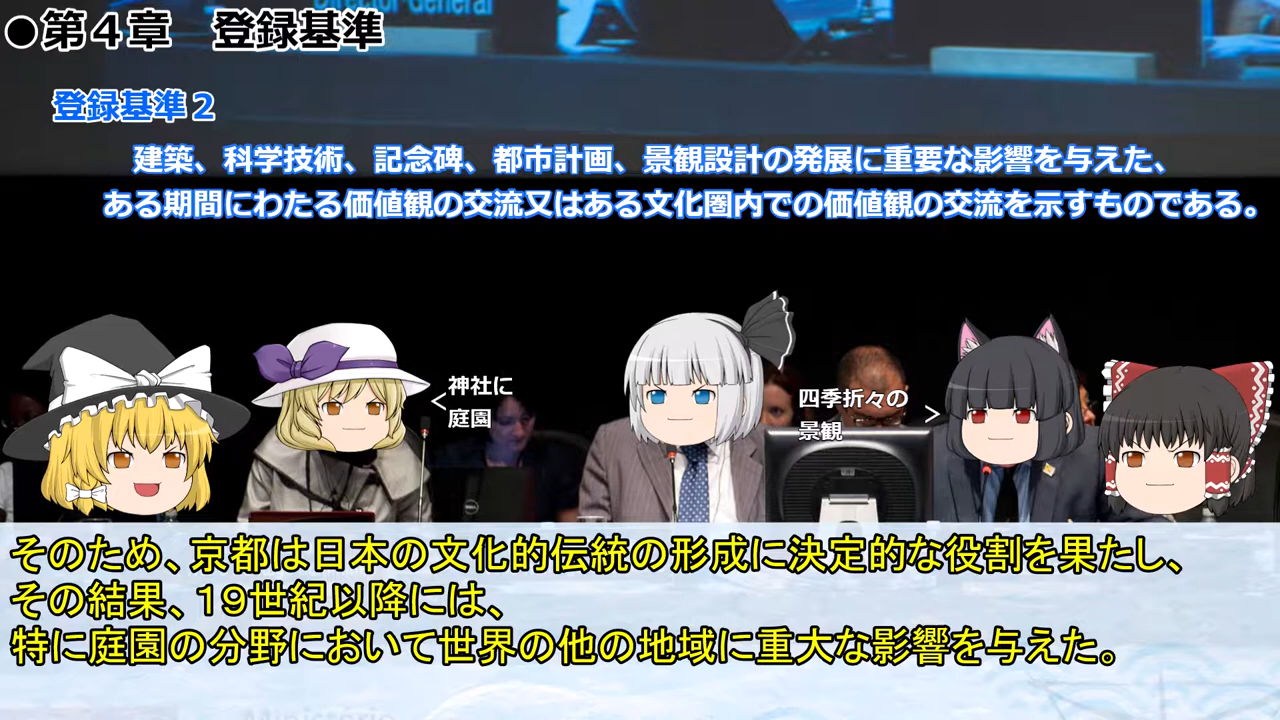 Director-General
●第４章　登録基準
登録基準２
建築、科学技術、記念碑、都市計画、景観設計の発展に重要な影響を与えた、
ある期間にわたる価値観の交流又はある文化圏内での価値観の交流を示すものである。
神社に
庭園
四季折々の
景観
そのため、京都は日本の文化的伝統の形成に決定的な役割を果たし、
その結果、１９世紀以降には、
特に庭園の分野において世界の他の地域に重大な影響を与えた。
Ministério